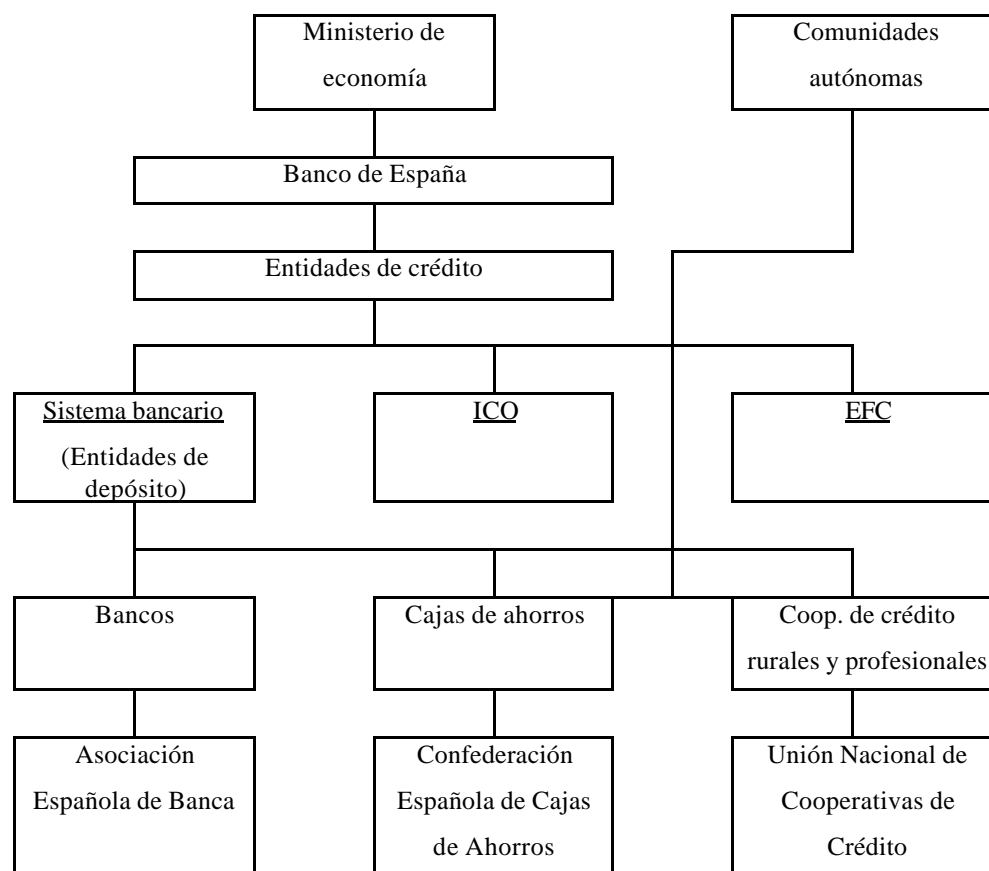 Ministerio de
economía
Comunidades
autónomas
Banco de España
Entidades de crédito
Sistema bancario
(Entidades de
depósito)
ICO
EFC
Bancos
Cajas de ahorros
Coop. de crédito
rurales y profesionales
Asociación
Española de Banca
Confederación
Española de Cajas
de Ahorros
Unión Nacional de
Cooperativas de
Crédito